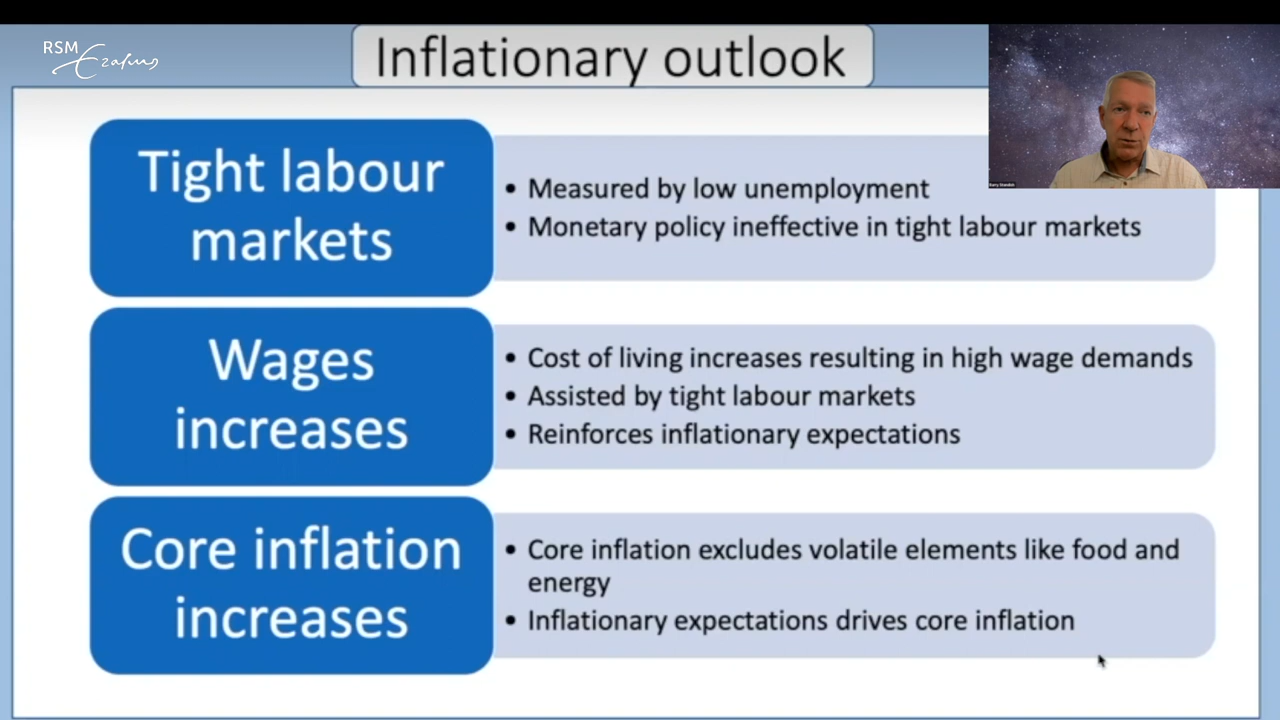 RSM
Erasmus
Inflationary outlook
Tight labour
markets
• Measured by low unemployment
• Monetary policy ineffective in tight labour markets
Wages
increases
• Cost of living increases resulting in high wage demands
• Assisted by tight labour markets
• Reinforces inflationary expectations
Core inflation
increases
• Core inflation excludes volatile elements like food and
energy
• Inflationary expectations drives core inflation